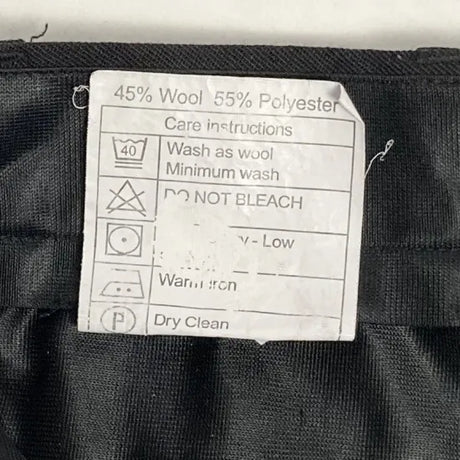 45% Wool 55% Polyester
Care instructions
40
Wash as wool
Minimum wash
DO NOT BLEACH
- Low
Warm iron
P
Dry Clean